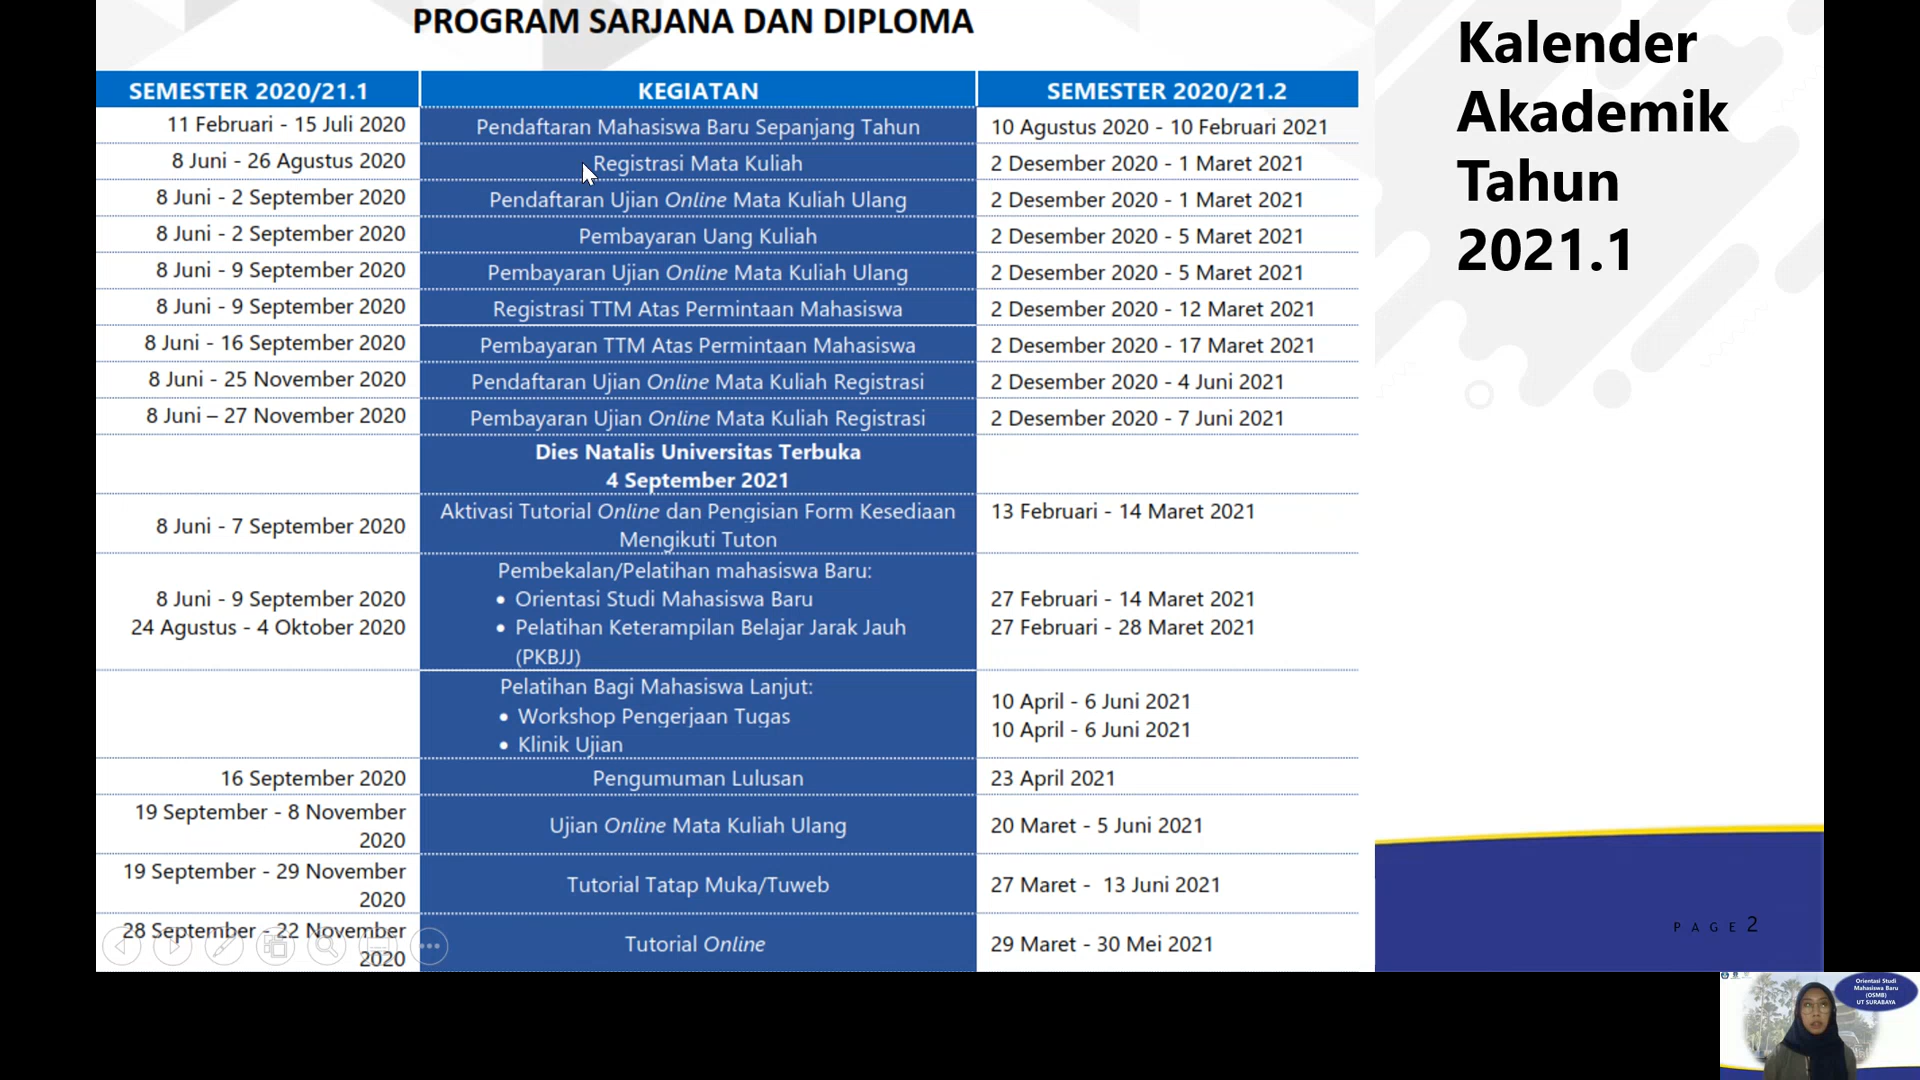 PROGRAM SARJANA DAN DIPLOMA
Kalender
Akademik
Tahun
2021.1
SEMESTER 2020/21.1 KEGIATAN SEMESTER 2020/21.2
11 Februari - 15 Juli 2020 Pendaftaran Mahasiswa Baru Sepanjang Tahun 10 Agustus 2020 - 10 Februari 2021
8 Juni - 26 Agustus 2020 Registrasi Mata Kuliah 2 Desember 2020 - 1 Maret 2021
8 Juni - 2 September 2020 Pendaftaran Ujian Online Mata Kuliah Ulang 2 Desember 2020 - 1 Maret 2021
8 Juni - 2 September 2020 Pembayaran Uang Kuliah 2 Desember 2020 - 5 Maret 2021
8 Juni - 9 September 2020 Pembayaran Ujian Online Mata Kuliah Ulang 2 Desember 2020 - 5 Maret 2021
8 Juni - 9 September 2020 Registrasi TTM Atas Permintaan Mahasiswa 2 Desember 2020 - 12 Maret 2021
8 Juni - 16 September 2020 Pembayaran TTM Atas Permintaan Mahasiswa 2 Desember 2020 - 17 Maret 2021
8 Juni - 25 November 2020 Pendaftaran Ujian Online Mata Kuliah Registrasi 2 Desember 2020 - 4 Juni 2021
8 Juni – 27 November 2020 Pembayaran Ujian Online Mata Kuliah Registrasi 2 Desember 2020 - 7 Juni 2021
Dies Natalis Universitas Terbuka
4 September 2021
8 Juni - 7 September 2020 Aktivasi Tutorial Online dan Pengisian Form Kesediaan 13 Februari - 14 Maret 2021
Mengikuti Tuton
Pembekalan/Pelatihan mahasiswa Baru:
8 Juni - 9 September 2020 • Orientasi Studi Mahasiswa Baru 27 Februari - 14 Maret 2021
24 Agustus - 4 Oktober 2020 • Pelatihan Keterampilan Belajar Jarak Jauh 27 Februari - 28 Maret 2021
(PKBJJ)
Pelatihan Bagi Mahasiswa Lanjut:
• Workshop Pengerjaan Tugas 10 April - 6 Juni 2021
• Klinik Ujian 10 April - 6 Juni 2021
16 September 2020 Pengumuman Lulusan 23 April 2021
19 September - 8 November
2020 Ujian Online Mata Kuliah Ulang 20 Maret - 5 Juni 2021
19 September - 29 November
2020 Tutorial Tatap Muka/Tuweb 27 Maret - 13 Juni 2021
28 September - 22 November
2020 Tutorial Online 29 Maret - 30 Mei 2021
PAGE 2
Orientasi Studi
Mahasiswa Baru
(OSMB)
UT SURABAYA